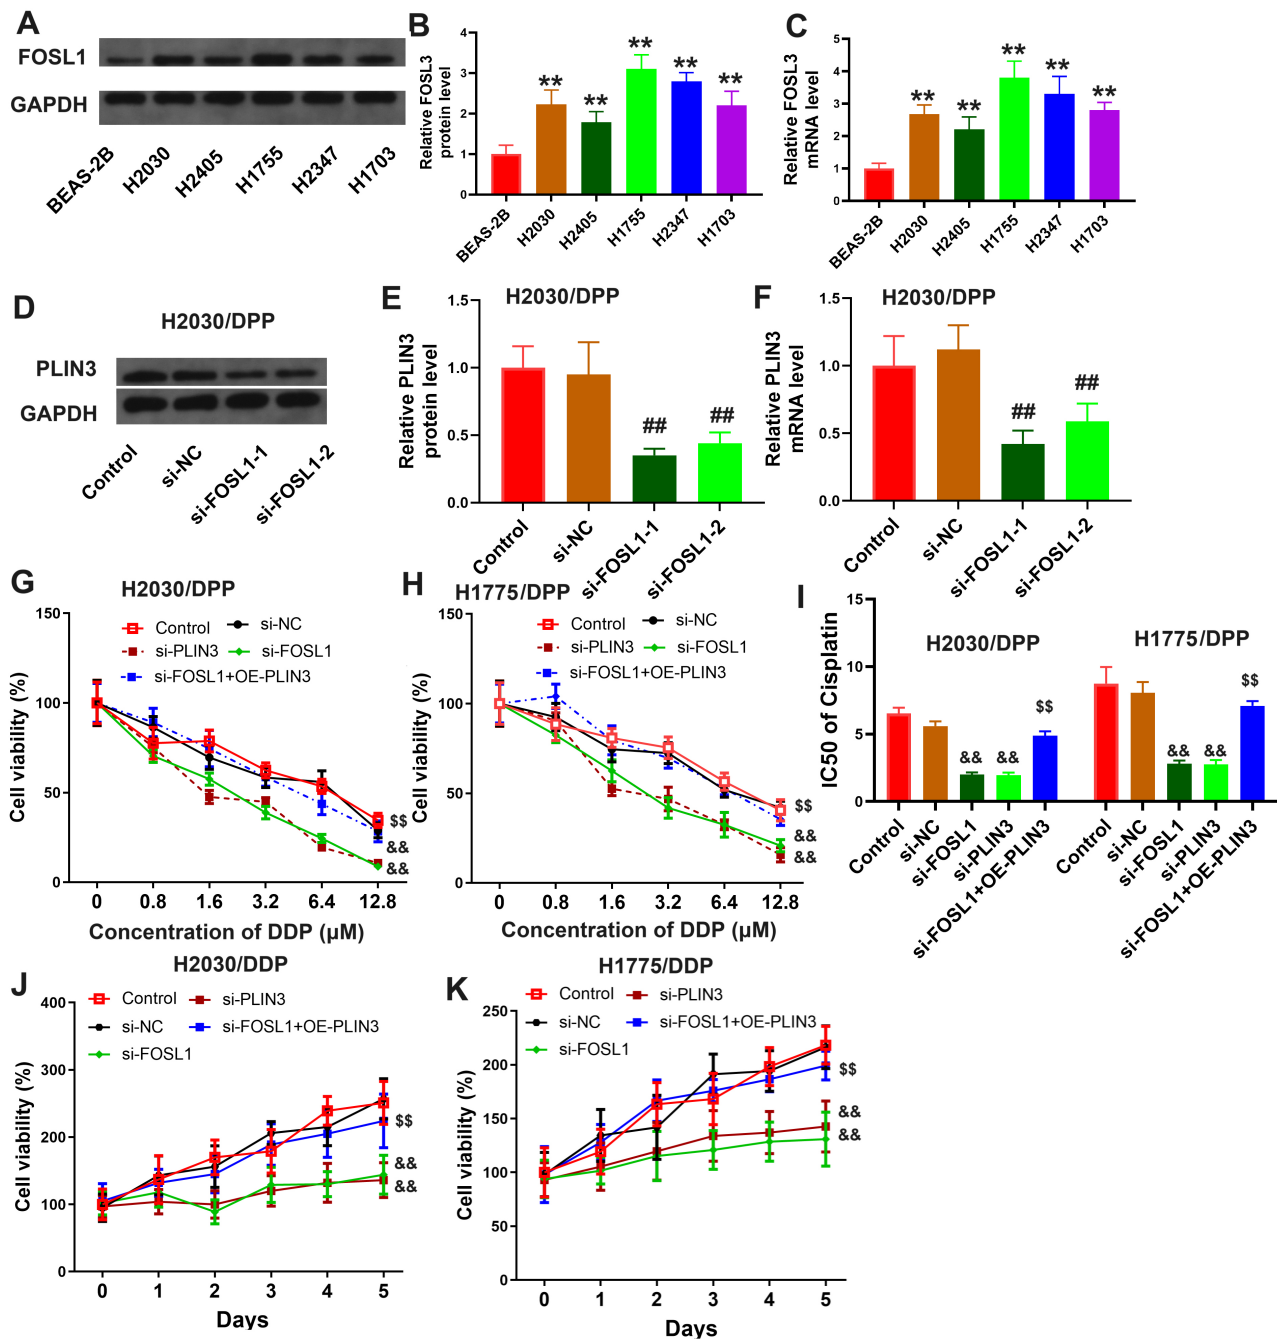 A
FOSL1
GAPDH
BEAS-2B
H2030
H2405
H1755
H2347
H1703
B
Relative FOSL3
protein level
4
3
2
1
0
**
**
**
**
**
BEAS-2B
H2030
H2405
H1755
H2347
H1703
C
Relative FOSL3
mRNA level
5
4
3
2
1
0
**
**
**
**
**
BEAS-2B
H2030
H2405
H1755
H2347
H1703
D
H2030/DPP
PLIN3
GAPDH
Control
si-NC
si-FOSL1-1
si-FOSL1-2
E
H2030/DPP
Relative PLIN3
protein level
1.5
1.0
0.5
0.0
##
##
Control
si-NC
si-FOSL1-1
si-FOSL1-2
F
H2030/DPP
Relative PLIN3
mRNA level
1.5
1.0
0.5
0.0
##
##
Control
si-NC
si-FOSL1-1
si-FOSL1-2
G
H2030/DPP
Control
si-NC
si-PLIN3
si-FOSL1
si-FOSL1+OE-PLIN3
Cell viability (%)
150
100
50
0
$$
&&
&&
0
0.8
1.6
3.2
6.4
12.8
Concentration of DDP (µM)
H
H1775/DPP
Control
si-NC
si-PLIN3
si-FOSL1
si-FOSL1+OE-PLIN3
Cell viability (%)
150
100
50
0
$$
&&
&&
0
0.8
1.6
3.2
6.4
12.8
Concentration of DDP (µM)
I
H2030/DPP
H1775/DPP
IC50 of Cisplatin
15
10
5
0
&&
&&
$$
&&
&&
$$
Control
si-NC
si-FOSL1
si-PLIN3
si-FOSL1+OE-PLIN3
Control
si-NC
si-FOSL1
si-PLIN3
si-FOSL1+OE-PLIN3
J
H2030/DDP
Control
si-PLIN3
si-NC
si-FOSL1+OE-PLIN3
si-FOSL1
Cell viability (%)
400
300
200
100
0
$$
&&
&&
0
1
2
3
4
5
Days
K
H1775/DDP
Control
si-PLIN3
si-NC
si-FOSL1+OE-PLIN3
si-FOSL1
Cell viability (%)
250
200
150
100
50
0
$$
&&
&&
0
1
2
3
4
5
Days